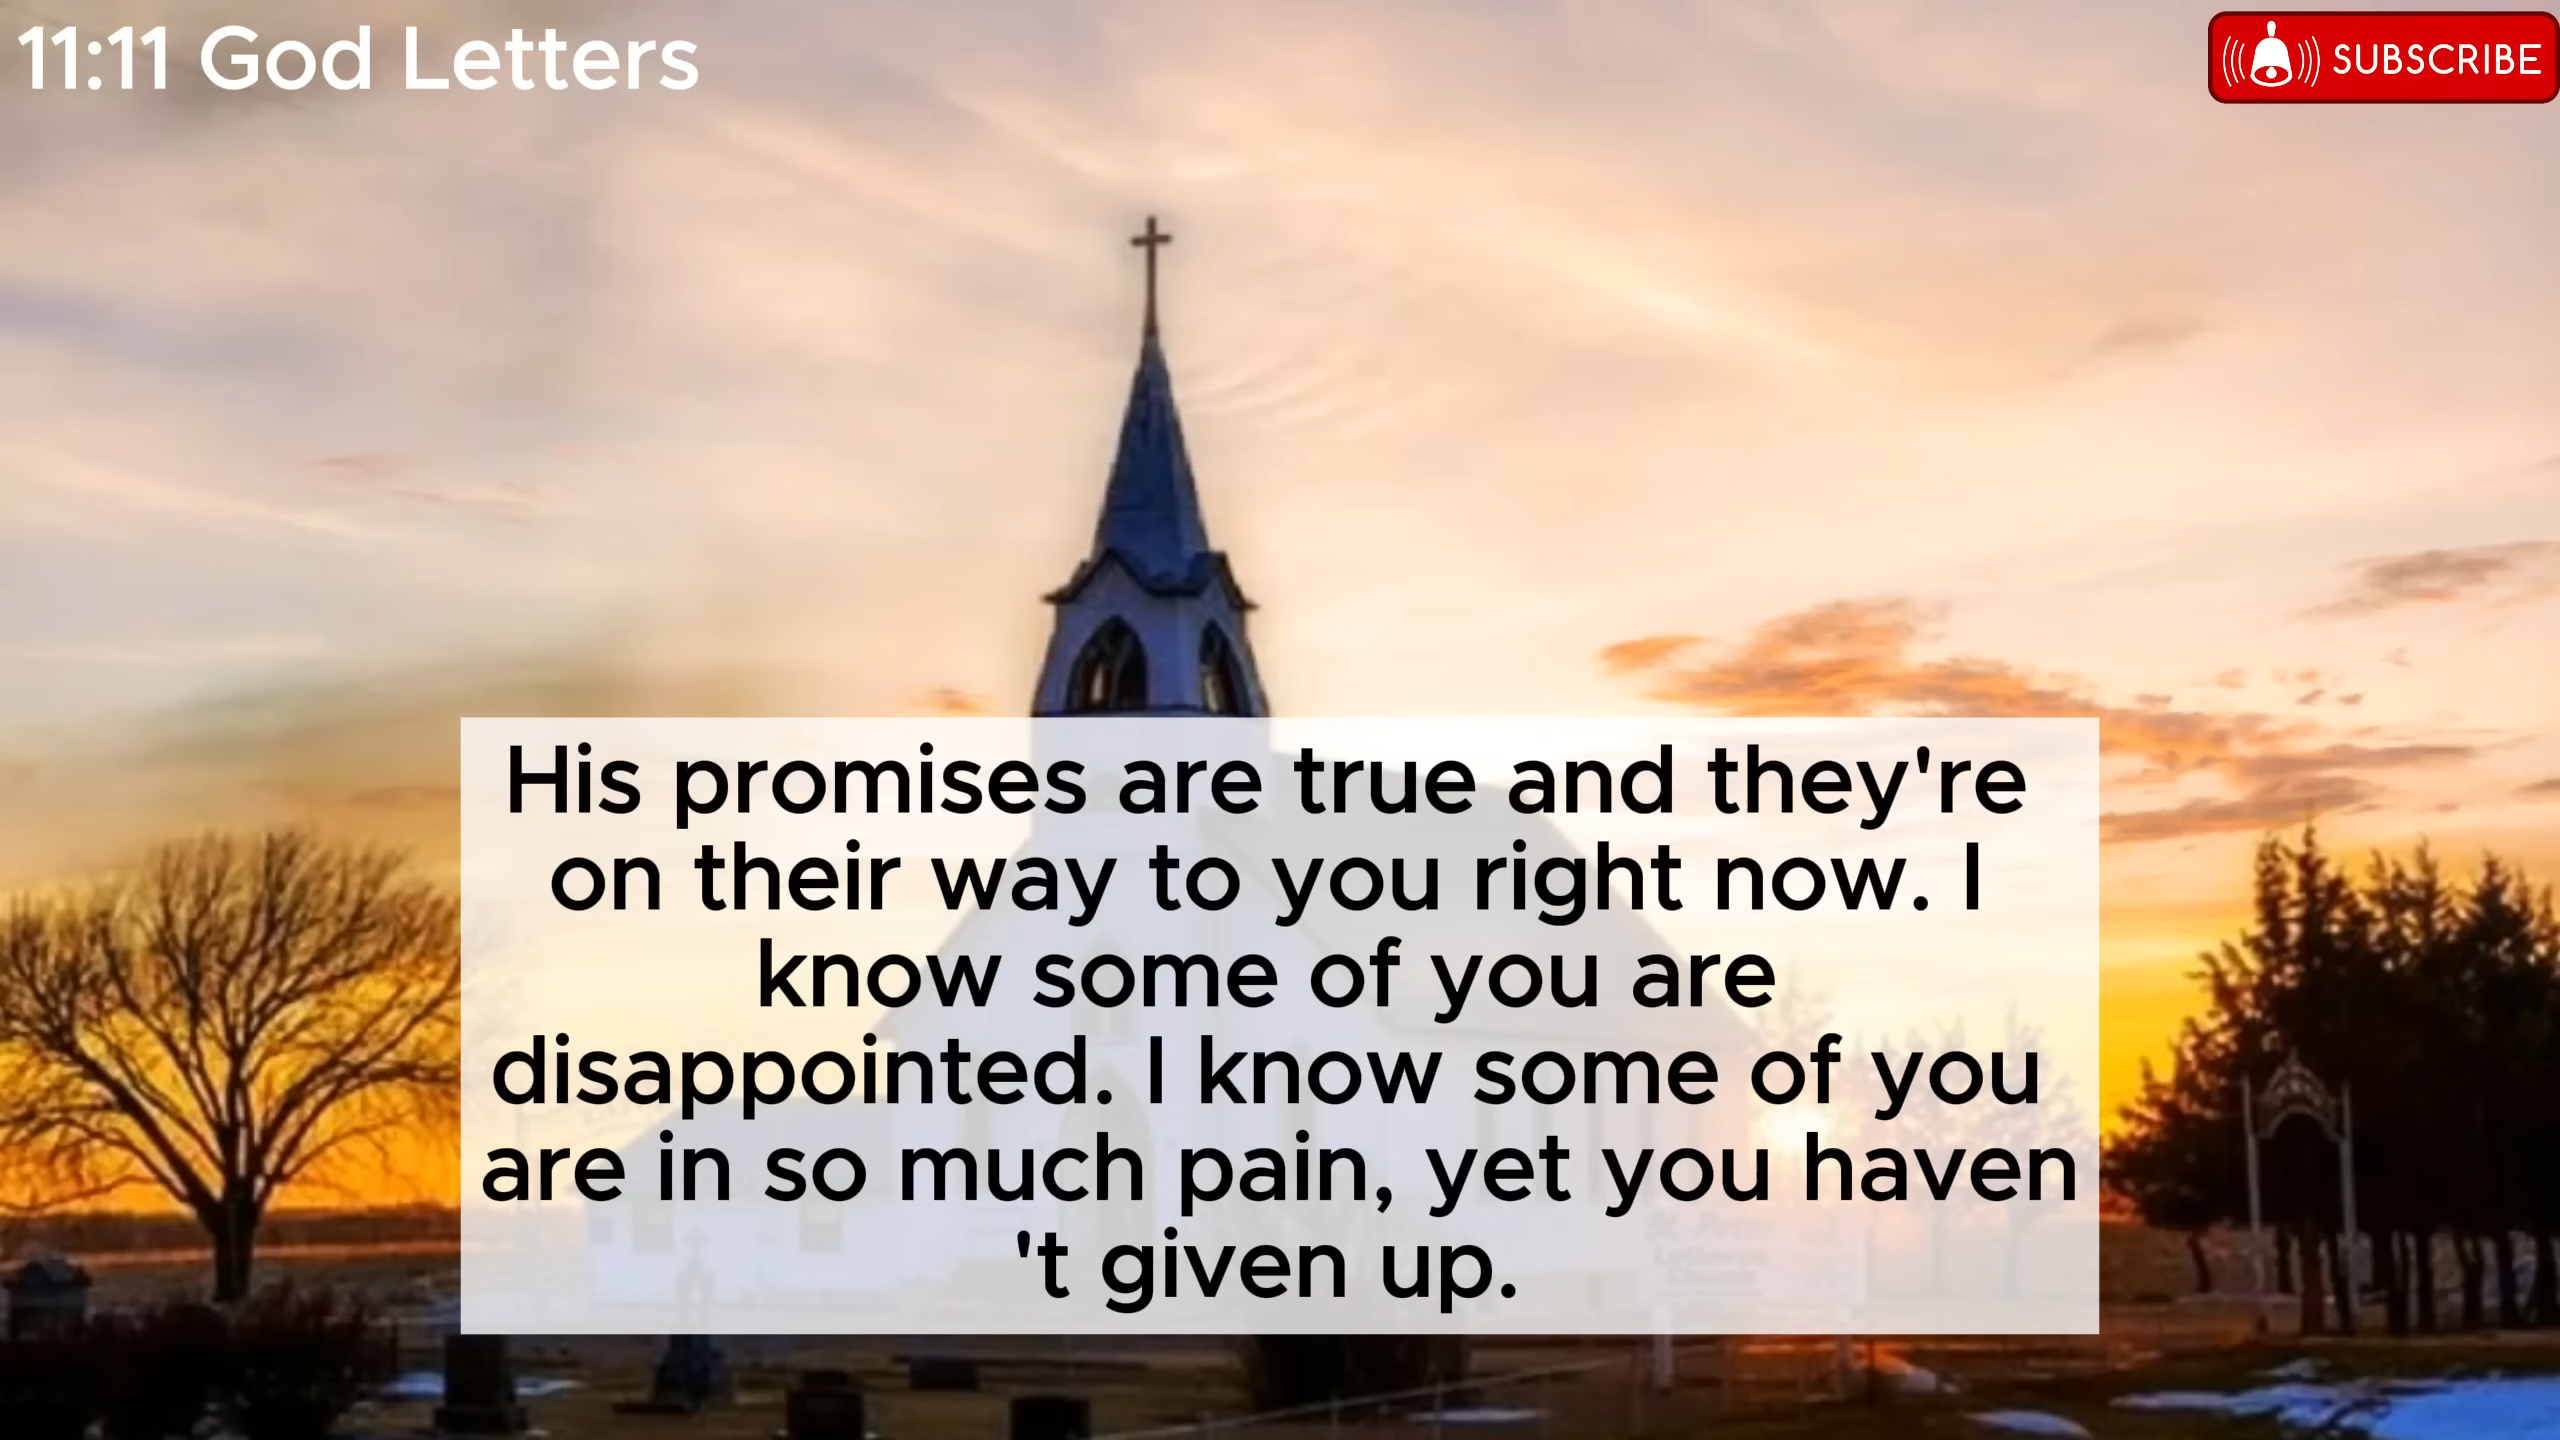 11:11 God Letters
SUBSCRIBE
His promises are true and they're
on their way to you right now. I
know some of you are
disappointed. I know some of you
are in so much pain, yet you haven
't given up.